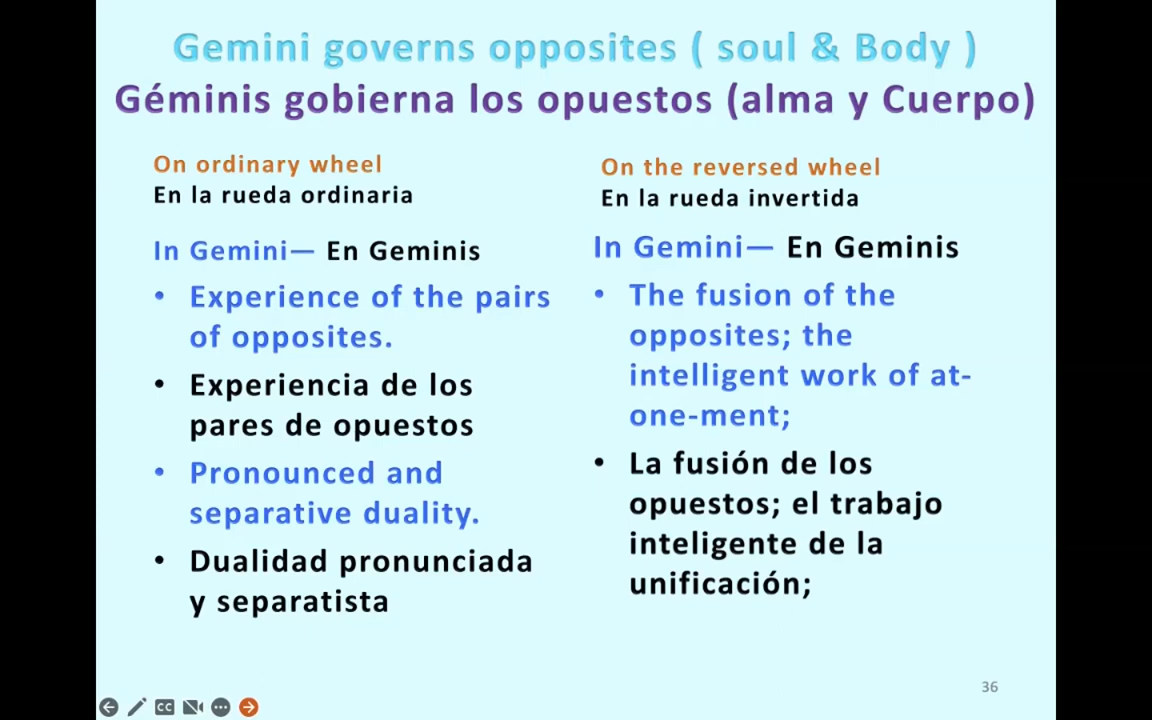 Gemini governs opposites ( soul & Body )
Géminis gobierna los opuestos (alma y Cuerpo)
On ordinary wheel
En la rueda ordinaria
In Gemini— En Geminis
• Experience of the pairs
of opposites.
• Experiencia de los
pares de opuestos
• Pronounced and
separative duality.
• Dualidad pronunciada
y separatista
On the reversed wheel
En la rueda invertida
In Gemini— En Geminis
• The fusion of the
opposites; the
intelligent work of at-
one-ment;
• La fusión de los
opuestos; el trabajo
inteligente de la
unificación;
36
CC